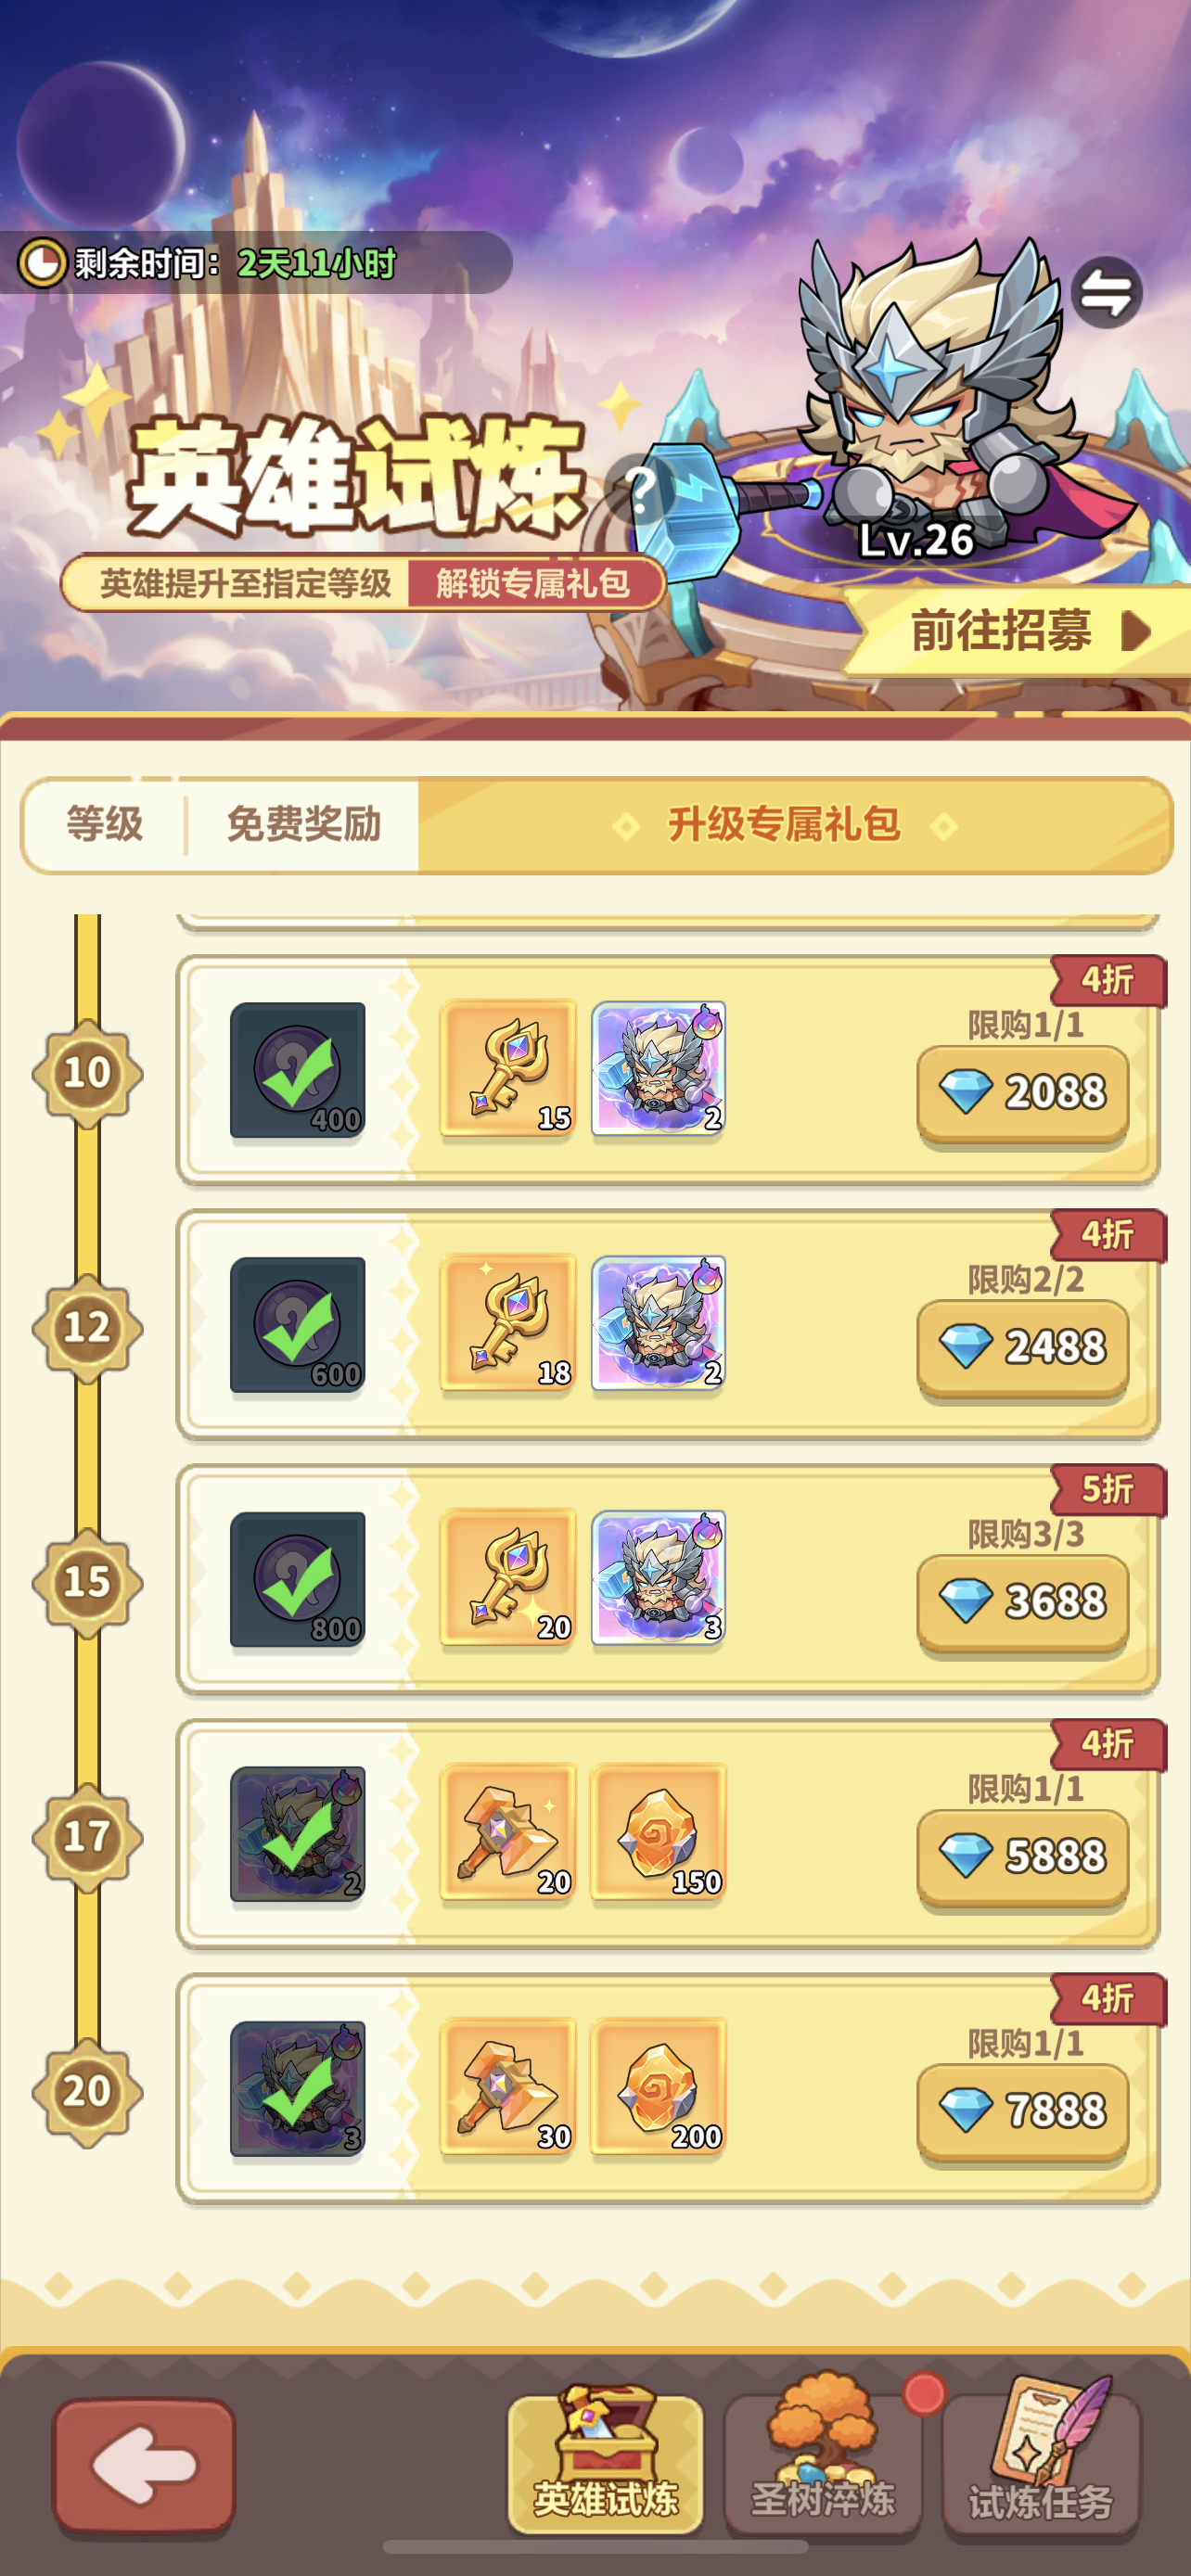 剩余时间：2天11小时
英雄试炼
?
英雄提升至指定等级 解锁专属礼包
Lv.26
前往招募
等级 免费奖励 升级专属礼包
4折
限购1/1
10 400 15 2 2088
4折
限购2/2
12 600 18 2 2488
5折
限购3/3
15 800 20 3 3688
4折
限购1/1
17 2 20 150 5888
4折
限购1/1
20 3 30 200 7888
英雄试炼 圣树淬炼 试炼任务